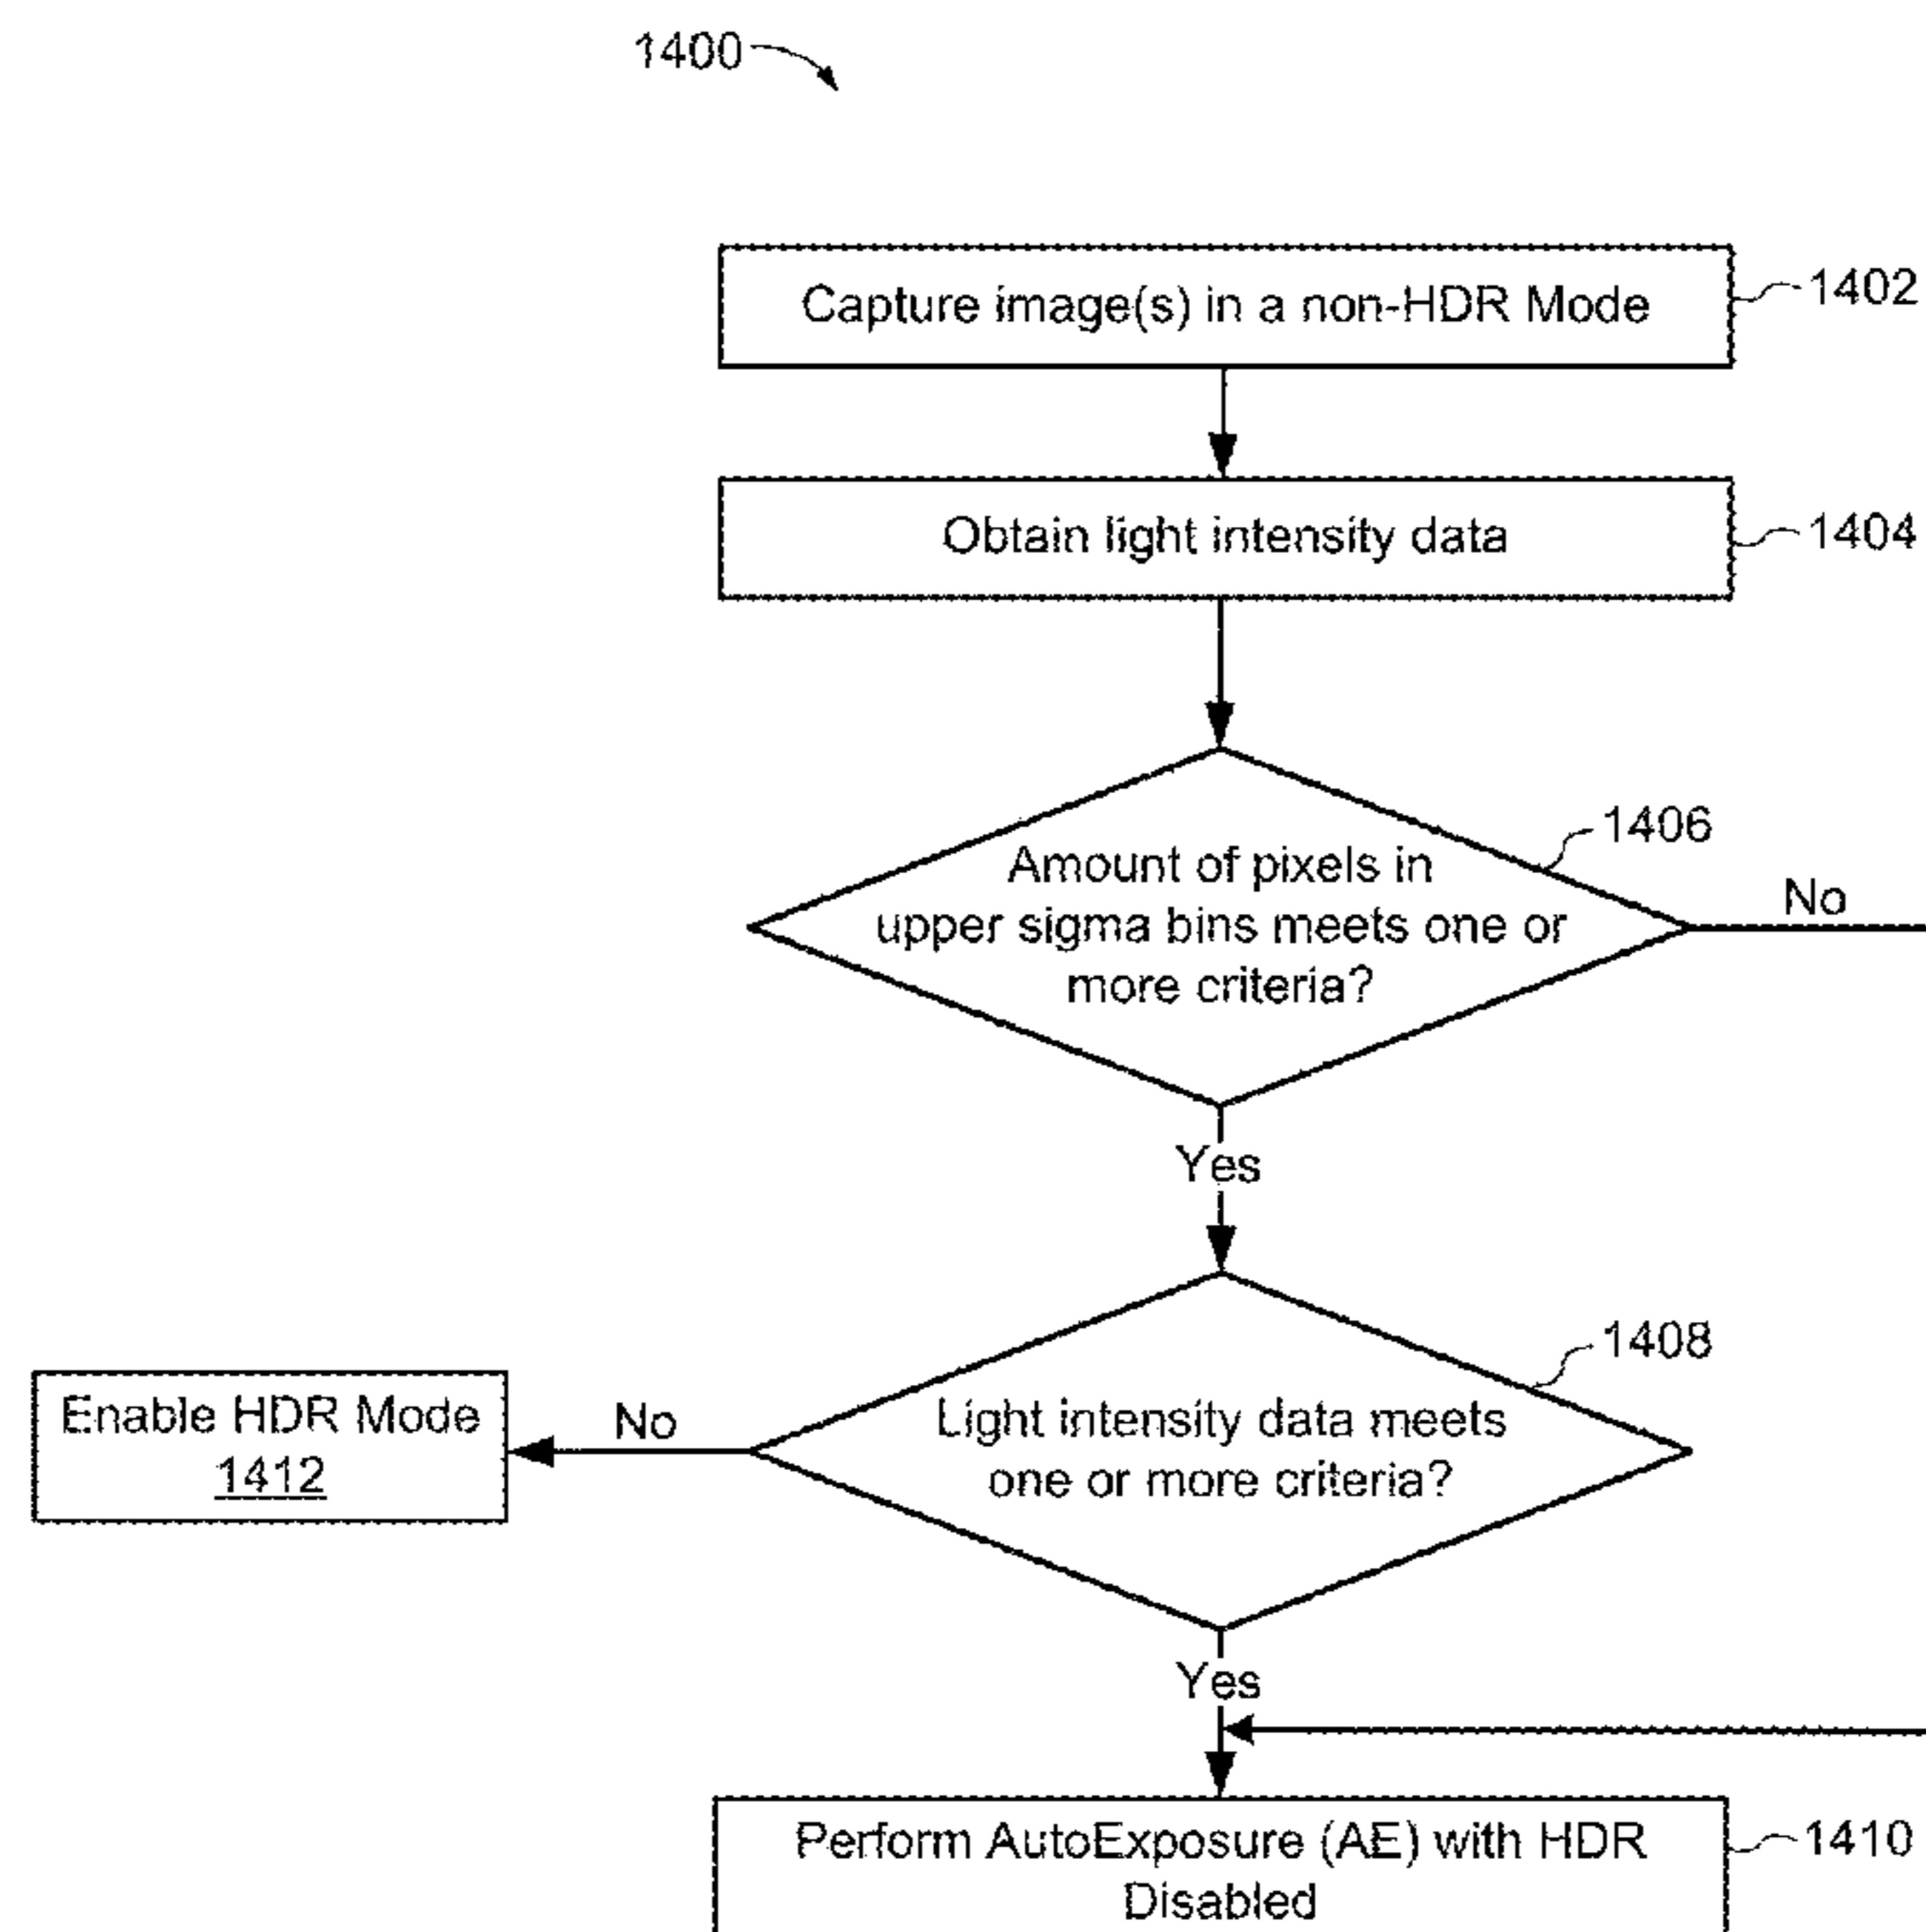 1400
Capture image(s) in a non-HDR Mode
1402
Obtain light intensity data
1404
1406
Amount of pixels in
upper sigma bins meets one or
more criteria?
No
Yes
1408
Light intensity data meets
one or more criteria?
No
Enable HDR Mode
1412
Yes
Perform AutoExposure (AE) with HDR
Disabled
1410